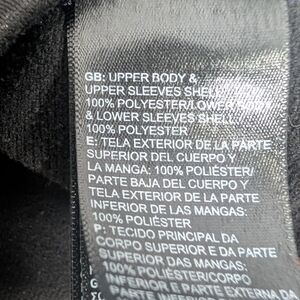 GB: UPPER BODY &
UPPER SLEEVES SHELL:
100% POLYESTER/LOWER BODY
& LOWER SLEEVES SHELL:
100% POLYESTER
E: TELA EXTERIOR DE LA PARTE
SUPERIOR DEL CUERPO Y
LA MANGA: 100% POLIÉSTER/
PARTE BAJA DEL CUERPO Y
TELA EXTERIOR DE LA PARTE
INFERIOR DE LAS MANGAS:
100% POLIÉSTER
P: TECIDO PRINCIPAL DA
CORPO SUPERIOR E DA PARTE
SUPERIOR DAS MANGAS:
100% POLIÉSTER/CORPO
INFERIOR E PARTE EXTERNA DA